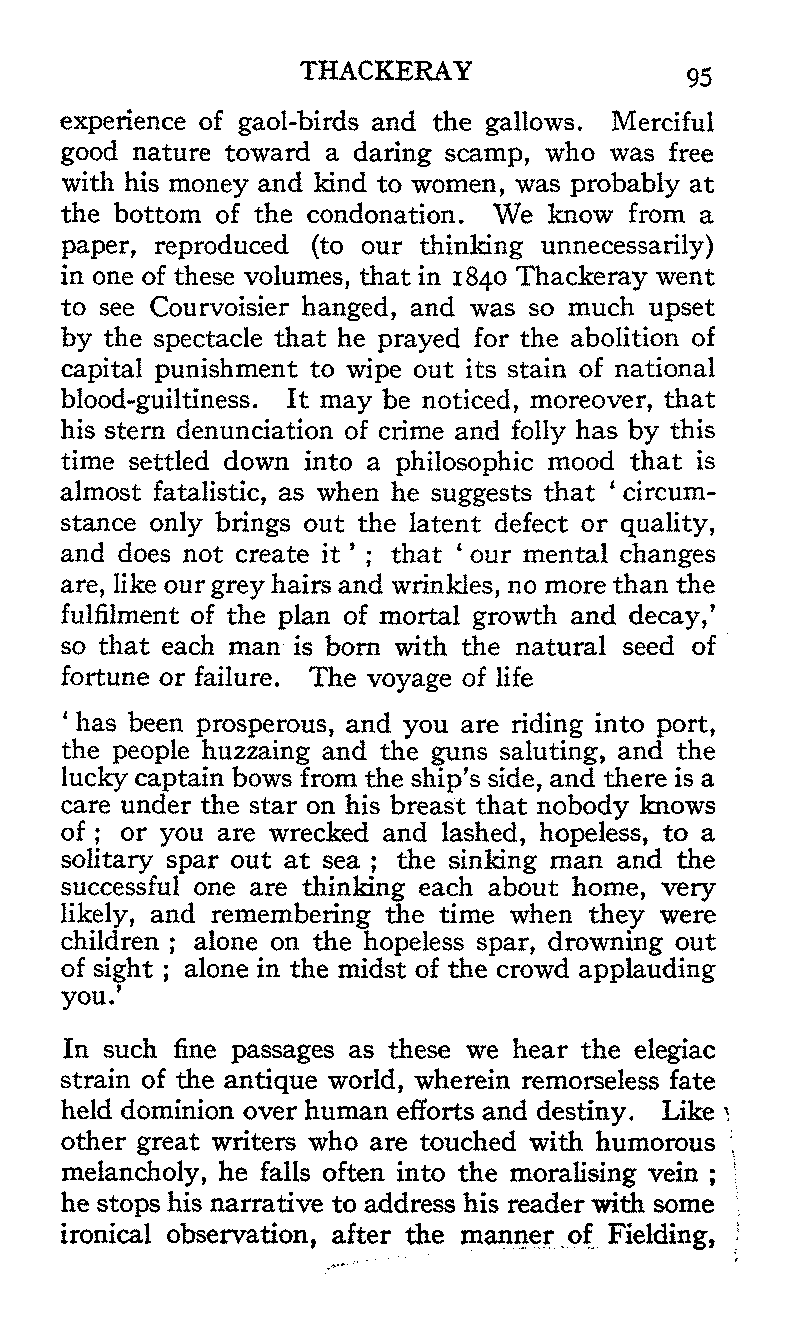 THACKERAY 95
experience of gaol-birds and the gallows. Merciful
good nature toward a daring scamp, who was free
with his money and kind to women, was probably at
the bottom of the condonation. We know from a
paper, reproduced (to our thinking unnecessarily)
in one of these volumes, that in 1840 Thackeray went
to see Courvoisier hanged, and was so much upset
by the spectacle that he prayed for the abolition of
capital punishment to wipe out its stain of national
blood-guiltiness. It may be noticed, moreover, that
his stern denunciation of crime and folly has by this
time settled down into a philosophic mood that is
almost fatalistic, as when he suggests that ‘ circum-
stance only brings out the latent defect or quality,
and does not create it ’ ; that ‘ our mental changes
are, like our grey hairs and wrinkles, no more than the
fulfilment of the plan of mortal growth and decay,’
so that each man is born with the natural seed of
fortune or failure. The voyage of life
‘ has been prosperous, and you are riding into port,
the people huzzaing and the guns saluting, and the
lucky captain bows from the ship’s side, and there is a
care under the star on his breast that nobody knows
of ; or you are wrecked and lashed, hopeless, to a
solitary spar out at sea ; the sinking man and the
successful one are thinking each about home, very
likely, and remembering the time when they were
children ; alone on the hopeless spar, drowning out
of sight ; alone in the midst of the crowd applauding
you.’
In such fine passages as these we hear the elegiac
strain of the antique world, wherein remorseless fate
held dominion over human efforts and destiny. Like
other great writers who are touched with humorous
melancholy, he falls often into the moralising vein ;
he stops his narrative to address his reader with some
ironical observation, after the manner of Fielding,